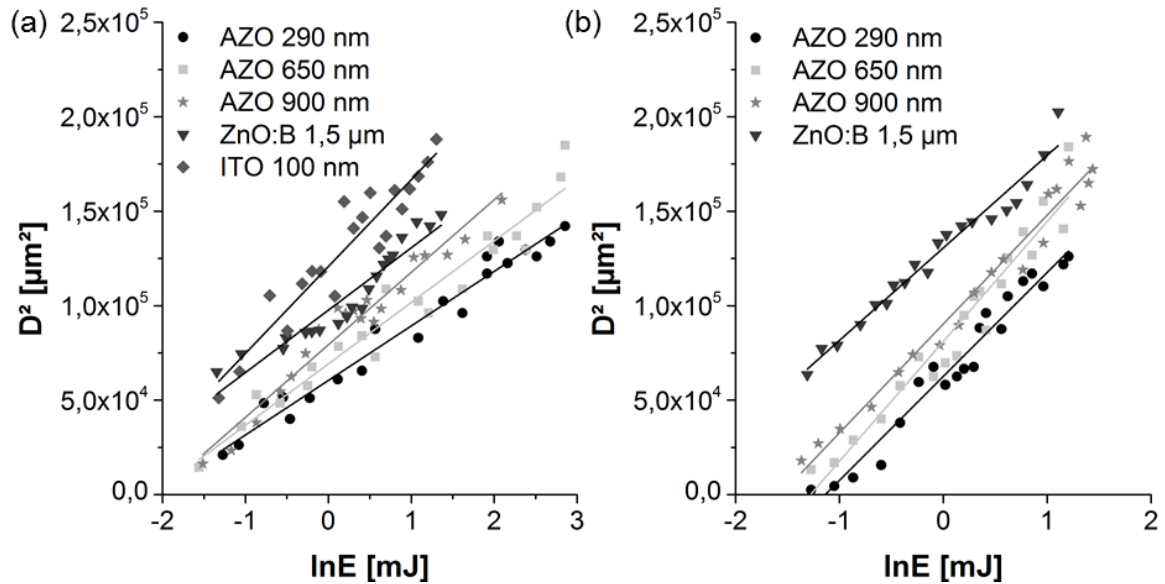 (a)
AZO 290 nm
AZO 650 nm
AZO 900 nm
ZnO:B 1,5 µm
ITO 100 nm
2,5x10⁵
2,0x10⁵
1,5x10⁵
1,0x10⁵
5,0x10⁴
0,0
D² [µm²]
-2 -1 0 1 2 3
lnE [mJ]
(b)
AZO 290 nm
AZO 650 nm
AZO 900 nm
ZnO:B 1,5 µm
2,5x10⁵
2,0x10⁵
1,5x10⁵
1,0x10⁵
5,0x10⁴
0,0
D² [µm²]
-2 -1 0 1 2
lnE [mJ]